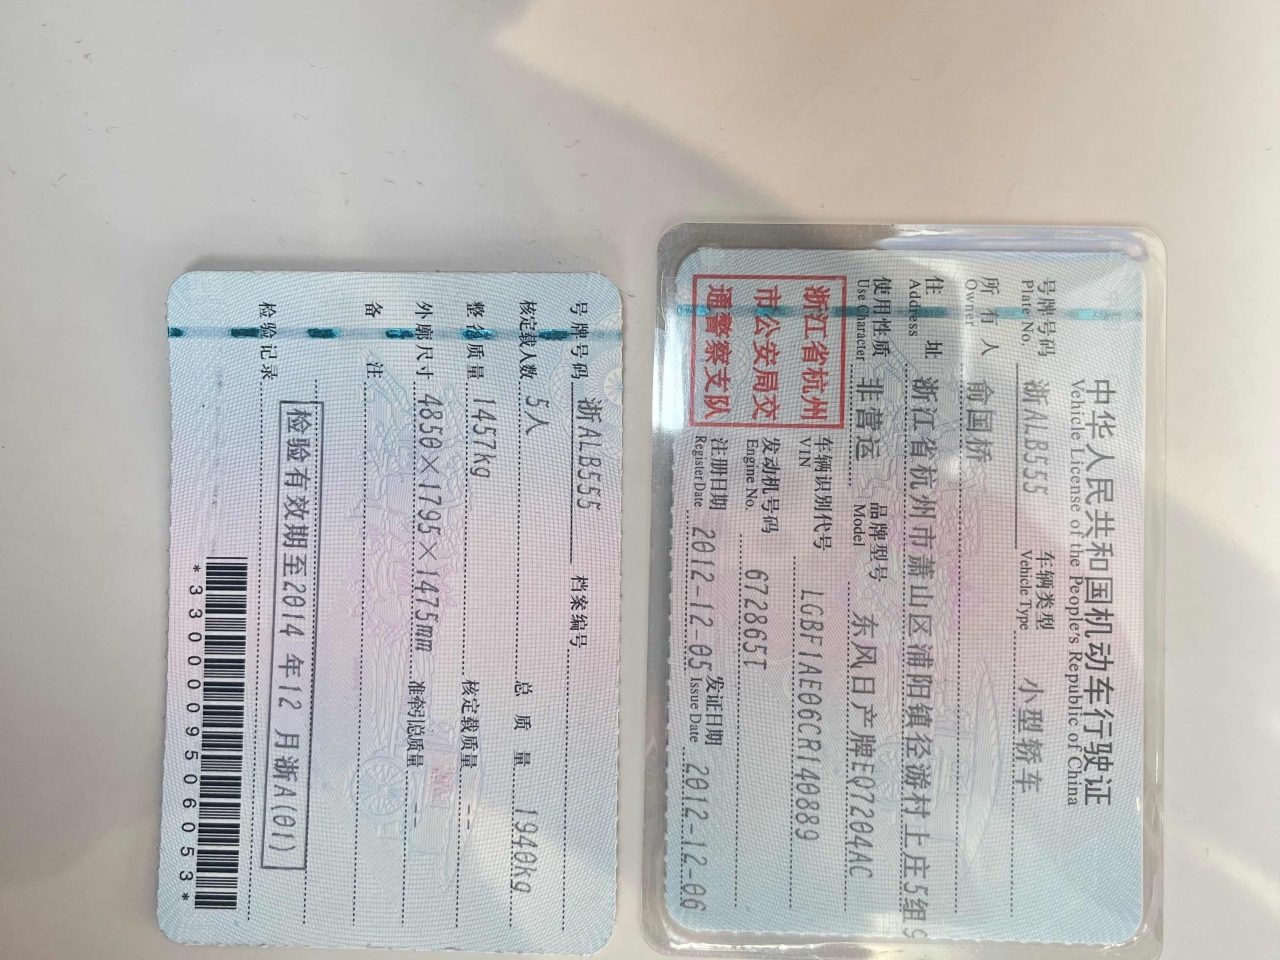 中华人民共和国机动车行驶证
Vehicle License of the People's Republic of China
号牌号码 浙ALB555 车辆类型 小型轿车
Plate No. Vehicle Type
所有人 俞国桥
Owner
住址 浙江省杭州市萧山区浦阳镇径游村上庄5组9
Address
使用性质 非营运 品牌型号 东风日产牌EQ7204AC
Use Character Model
浙江省杭州
市公安局交
通警察支队
车辆识别代号 LGBF1AE06CR140889
VIN
发动机号码 672865T
Engine No.
注册日期 2012-12-05 发证日期 2012-12-06
Register Date Issue Date
号牌号码 浙ALB555 档案编号
核定载人数 5人 总质量 1940kg
整备质量 1457kg 核定载质量 --
外廓尺寸 4850×1795×1475mm 准牵引总质量 --
备注
检验记录 检验有效期至2014年12月浙A(01)
*330009506053*